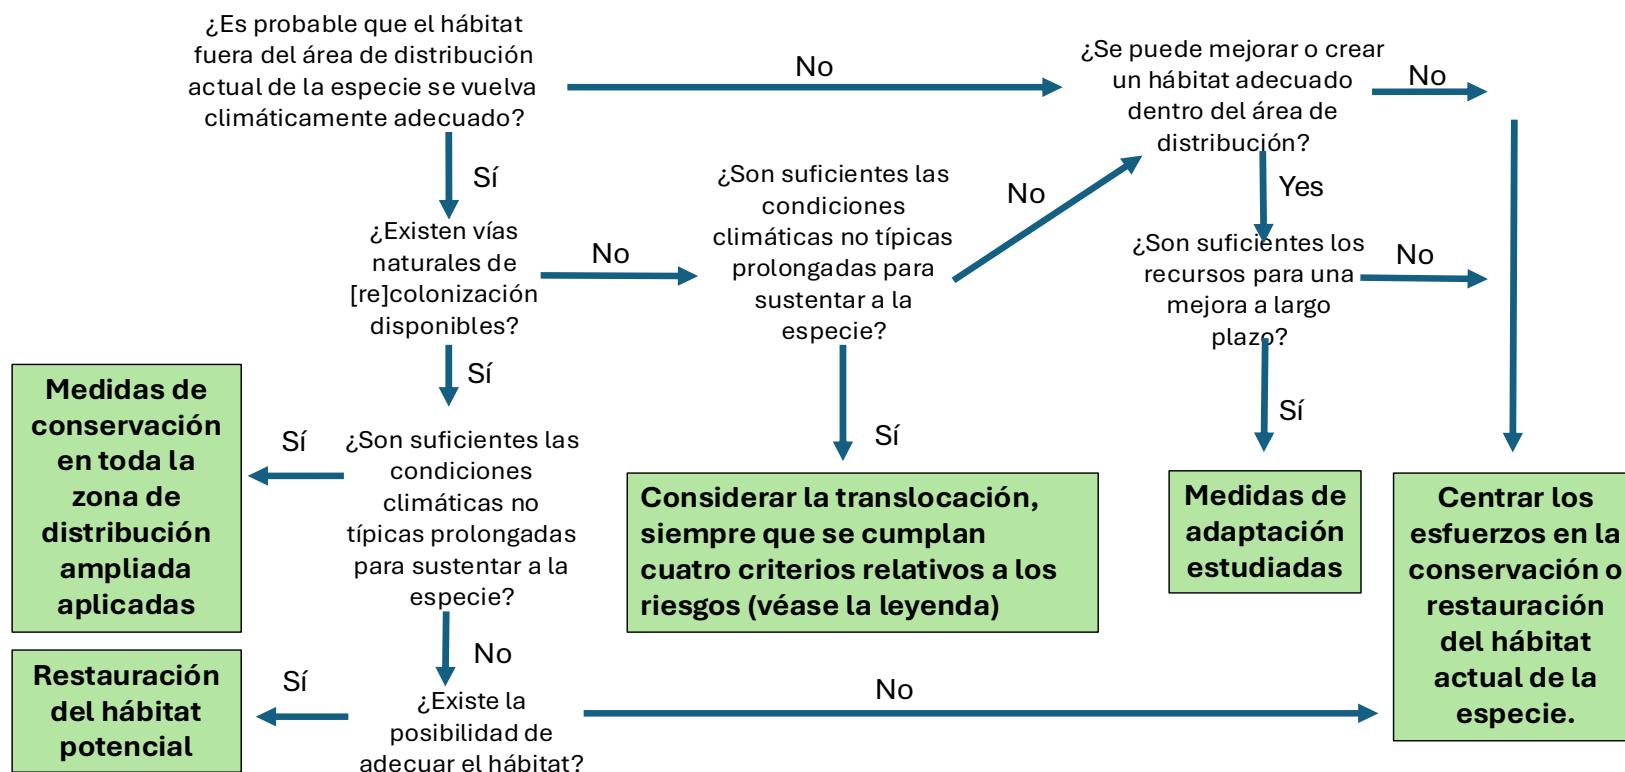 ¿Es probable que el hábitat
fuera del área de distribución
actual de la especie se vuelva
climáticamente adecuado?
No
¿Se puede mejorar o crear
un hábitat adecuado
dentro del área de
distribución?
No
Sí
¿Son suficientes las
condiciones
climáticas no típicas
prolongadas para
sustentar a la
especie?
No
Yes
¿Existen vías
naturales de
[re]colonización
disponibles?
No
¿Son suficientes los
recursos para una
mejora a largo
plazo?
No
Sí
Sí
Sí
Medidas de
conservación
en toda la
zona de
distribución
ampliada
aplicadas
Sí
¿Son suficientes las
condiciones
climáticas no
típicas prolongadas
para sustentar a la
especie?
Considerar la translocación,
siempre que se cumplan
cuatro criterios relativos a los
riesgos (véase la leyenda)
Medidas de
adaptación
estudiadas
Centrar los
esfuerzos en la
conservación o
restauración
del hábitat
actual de la
especie.
No
Restauración
del hábitat
potencial
Sí
¿Existe la
posibilidad de
adecuar el hábitat?
No